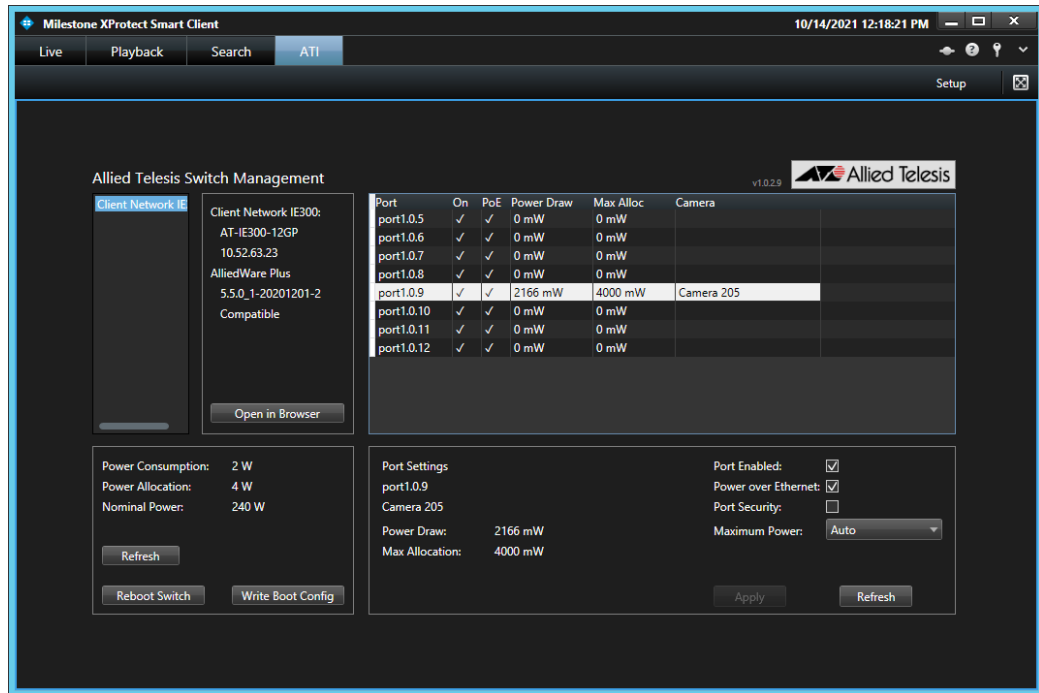 Milestone XProtect Smart Client 10/14/2021 12:18:21 PM
Live Playback Search ATI
Setup
Allied Telesis Switch Management v1.0.2.9 Allied Telesis
Client Network IE
Client Network IE300:
AT-IE300-12GP
10.52.63.23
AlliedWare Plus
5.5.0_1-20201201-2
Compatible
Open in Browser
Port On PoE Power Draw Max Alloc Camera
port1.0.5 ✓ ✓ 0 mW 0 mW
port1.0.6 ✓ ✓ 0 mW 0 mW
port1.0.7 ✓ ✓ 0 mW 0 mW
port1.0.8 ✓ ✓ 0 mW 0 mW
port1.0.9 ✓ ✓ 2166 mW 4000 mW Camera 205
port1.0.10 ✓ ✓ 0 mW 0 mW
port1.0.11 ✓ ✓ 0 mW 0 mW
port1.0.12 ✓ ✓ 0 mW 0 mW
Power Consumption: 2 W
Power Allocation: 4 W
Nominal Power: 240 W
Refresh
Reboot Switch Write Boot Config
Port Settings
port1.0.9
Camera 205
Power Draw: 2166 mW
Max Allocation: 4000 mW
Port Enabled:
Power over Ethernet:
Port Security:
Maximum Power: Auto
Apply Refresh